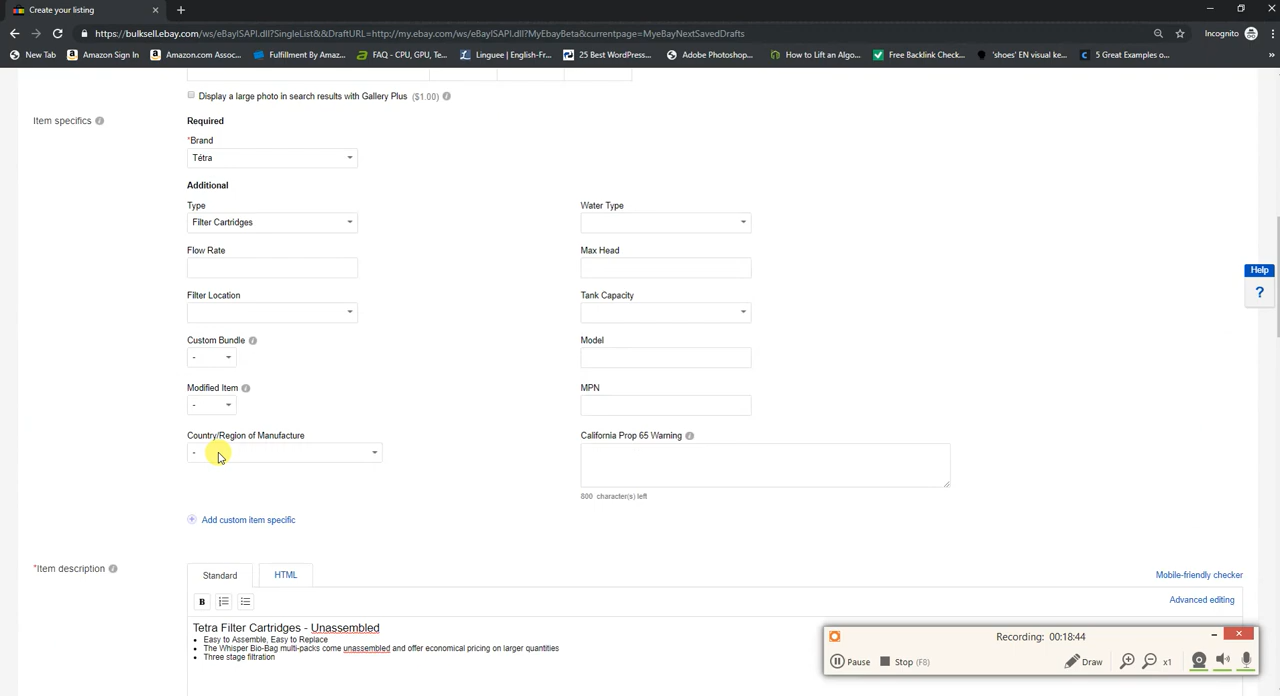 Create your listing
https://bulksell.ebay.com/ws/eBayISAPI.dll?SingleList&&DraftURL=http://my.ebay.com/ws/eBayISAPI.dll?MyEbayBeta&currentpage=MyeBayNextSavedDrafts
Incognito
New Tab Amazon Sign In Amazon.com Assoc... Fulfillment By Amaz... FAQ - CPU, GPU, Te... Linguee | English-Fr... 25 Best WordPress... Adobe Photoshop... How to Lift an Algo... Free Backlink Check... 'shoes' EN visual ke... 5 Great Examples o... »
Display a large photo in search results with Gallery Plus ($1.00)
Item specifics
Required
*Brand
Tétra
Additional
Type
Filter Cartridges
Water Type
Flow Rate
Max Head
Filter Location
Tank Capacity
Custom Bundle
-
Model
Modified Item
-
MPN
Country/Region of Manufacture
-
California Prop 65 Warning
800 character(s) left
Add custom item specific
Help
?
*Item description
Standard
HTML
Mobile-friendly checker
B
Advanced editing
Tetra Filter Cartridges - Unassembled
• Easy to Assemble, Easy to Replace
• The Whisper Bio-Bag multi-packs come unassembled and offer economical pricing on larger quantities
• Three stage filtration
Recording: 00:18:44
Pause Stop (F8) Draw x1